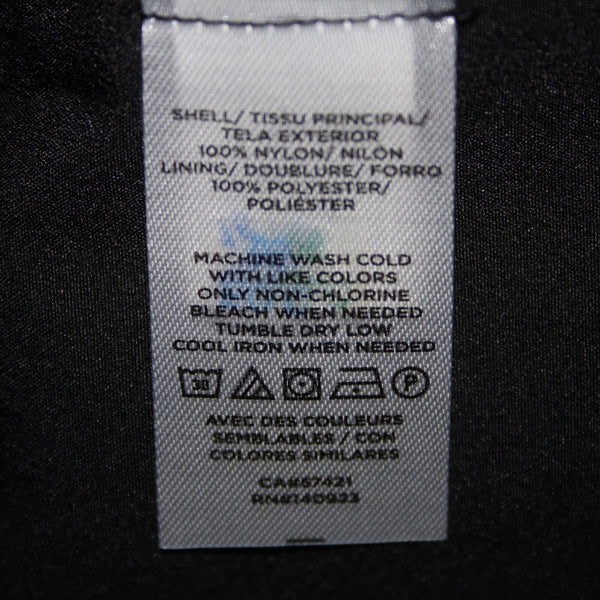 SHELL/ TISSU PRINCIPAL/
TELA EXTERIOR
100% NYLON/ NILÓN
LINING/ DOUBLURE/ FORRO
100% POLYESTER/
POLIÉSTER
MACHINE WASH COLD
WITH LIKE COLORS
ONLY NON-CHLORINE
BLEACH WHEN NEEDED
TUMBLE DRY LOW
COOL IRON WHEN NEEDED
30 P
AVEC DES COULEURS
SEMBLABLES / CON
COLORES SIMILARES
CA#57421
RN#140923